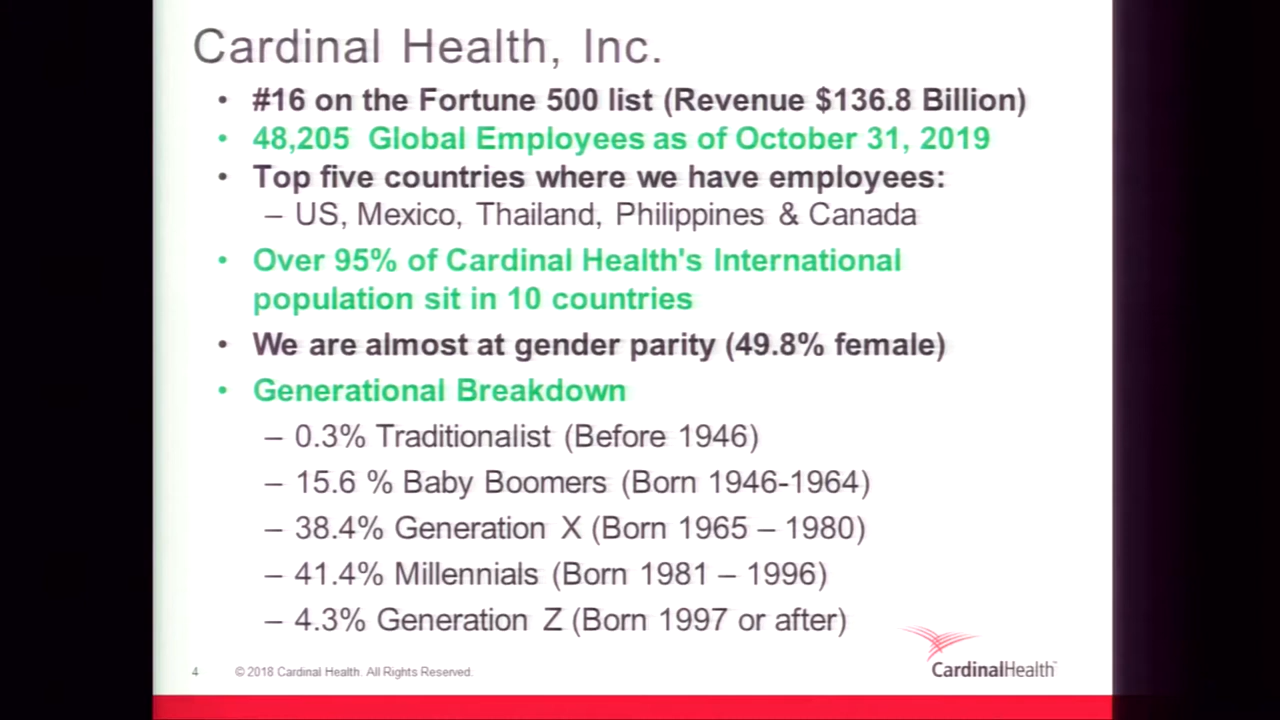 Cardinal Health, Inc.
• #16 on the Fortune 500 list (Revenue $136.8 Billion)
• 48,205 Global Employees as of October 31, 2019
• Top five countries where we have employees:
– US, Mexico, Thailand, Philippines & Canada
• Over 95% of Cardinal Health's International
population sit in 10 countries
• We are almost at gender parity (49.8% female)
• Generational Breakdown
– 0.3% Traditionalist (Before 1946)
– 15.6 % Baby Boomers (Born 1946-1964)
– 38.4% Generation X (Born 1965 – 1980)
– 41.4% Millennials (Born 1981 – 1996)
– 4.3% Generation Z (Born 1997 or after)
4 © 2018 Cardinal Health. All Rights Reserved.
CardinalHealth™